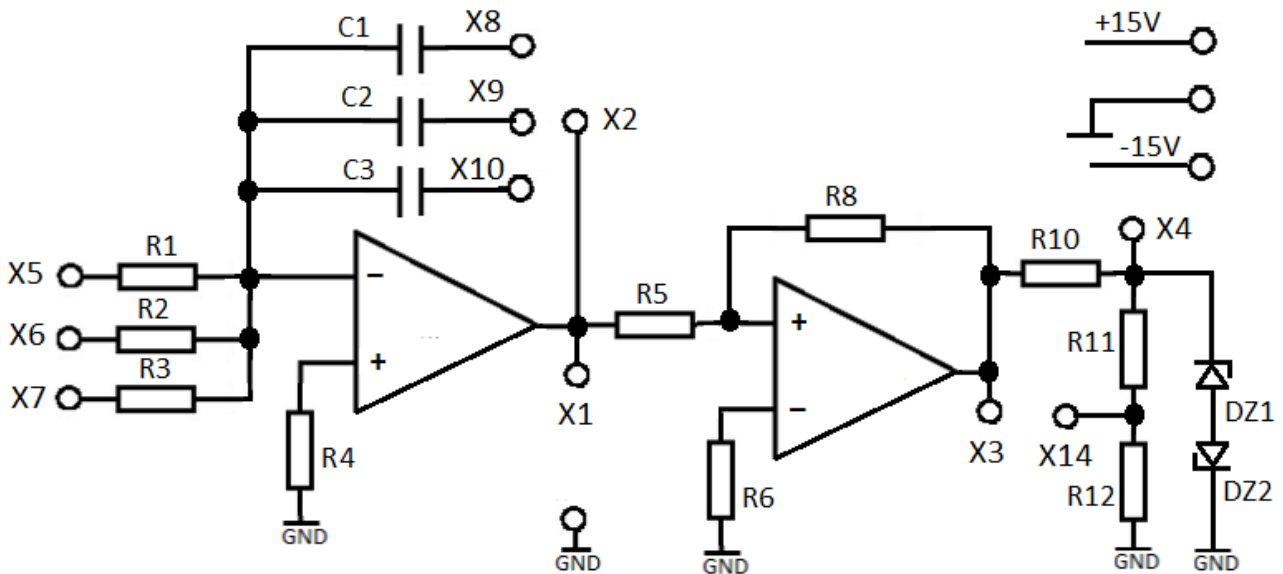 C1
X8
+15V
C2
X9
X2
C3
X10
-15V
R8
X4
R1
R10
X5
R5
R2
R11
X6
R3
X7
X1
DZ1
R4
X3
X14
R6
R12
DZ2
GND
GND
GND
GND
GND
−
+
+
−